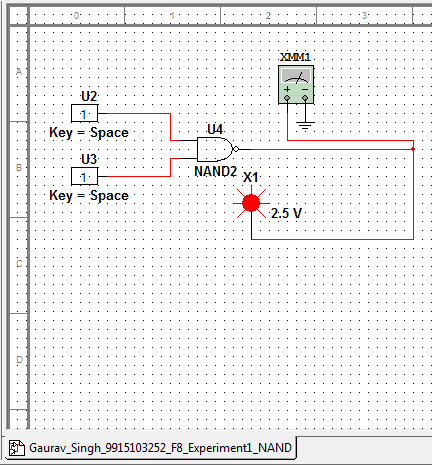 0 1 2 3
A
XMM1
U2
1
Key = Space
U4
B
U3
1
Key = Space
NAND2
X1
2.5 V
C
D
Gaurav_Singh_9915103252_F8_Experiment1_NAND